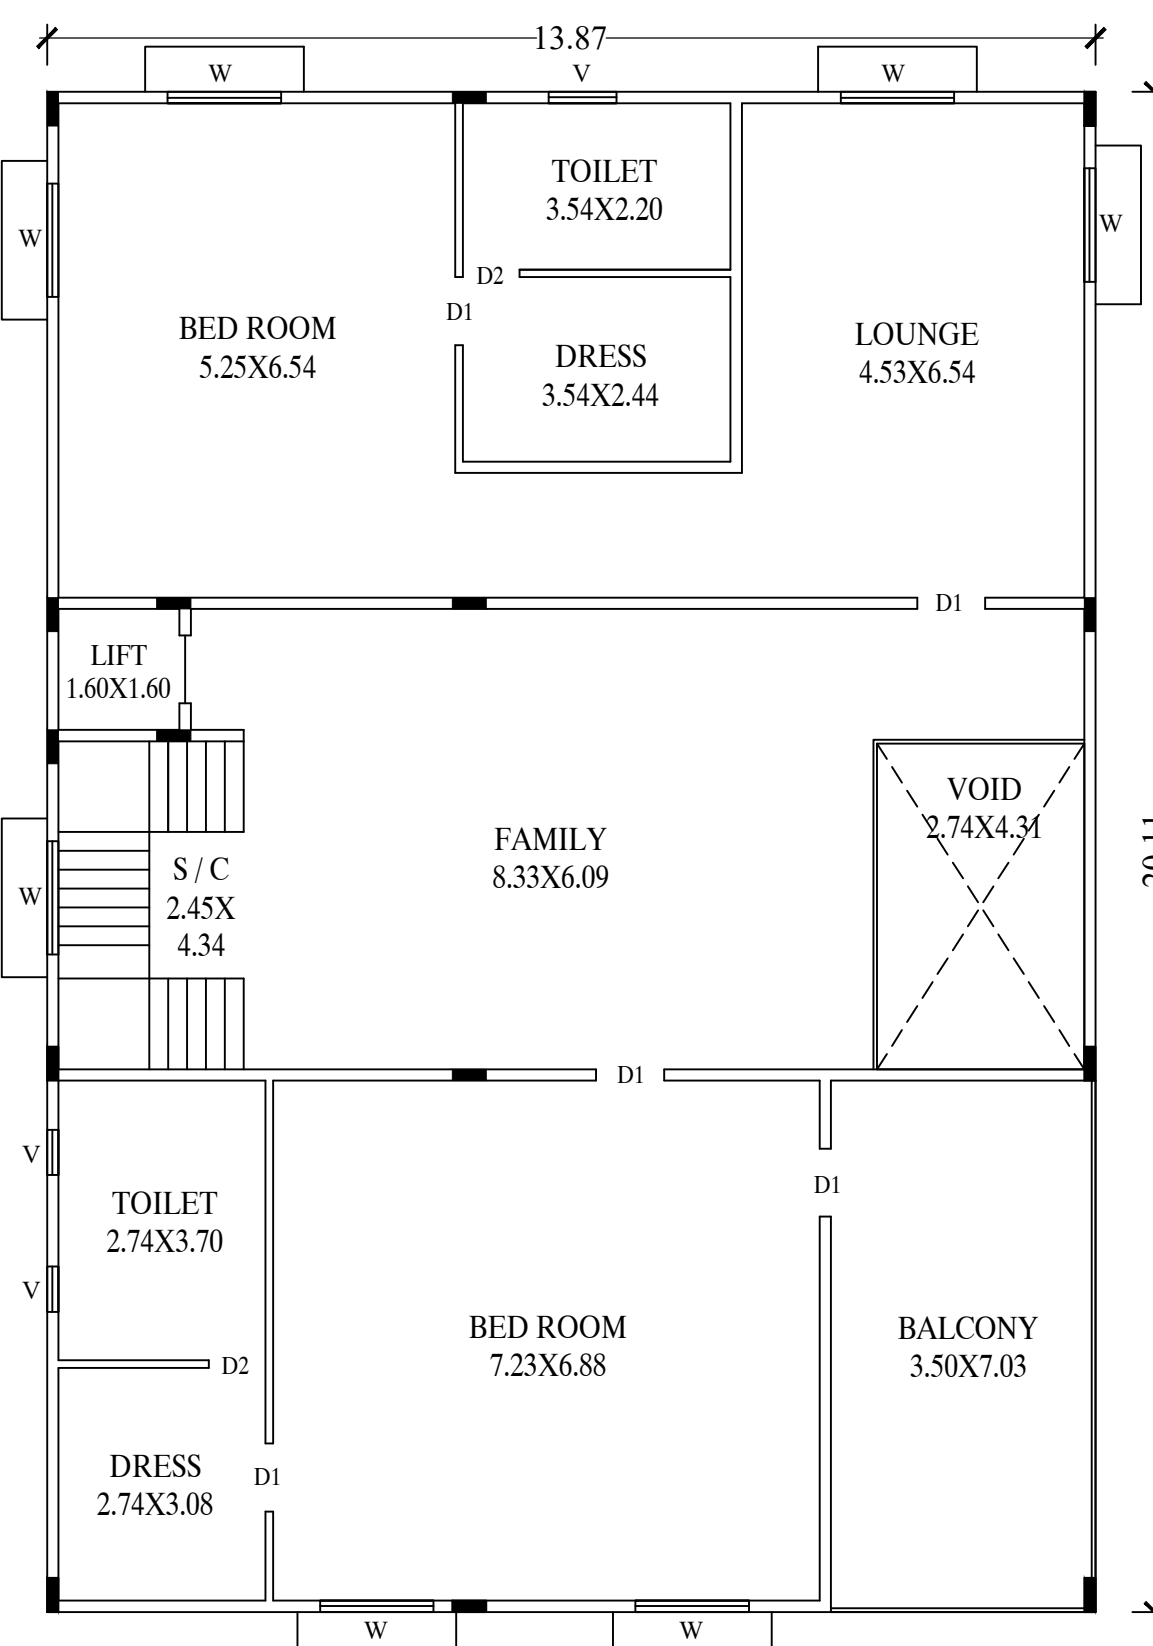 13.87
W
V
W
TOILET
3.54X2.20
W
W
D2
D1
BED ROOM
5.25X6.54
DRESS
3.54X2.44
LOUNGE
4.53X6.54
D1
LIFT
1.60X1.60
VOID
2.74X4.31
FAMILY
8.33X6.09
S / C
2.45X
4.34
W
D1
V
TOILET
2.74X3.70
D1
V
BED ROOM
7.23X6.88
BALCONY
3.50X7.03
D2
DRESS
2.74X3.08
D1
W
W